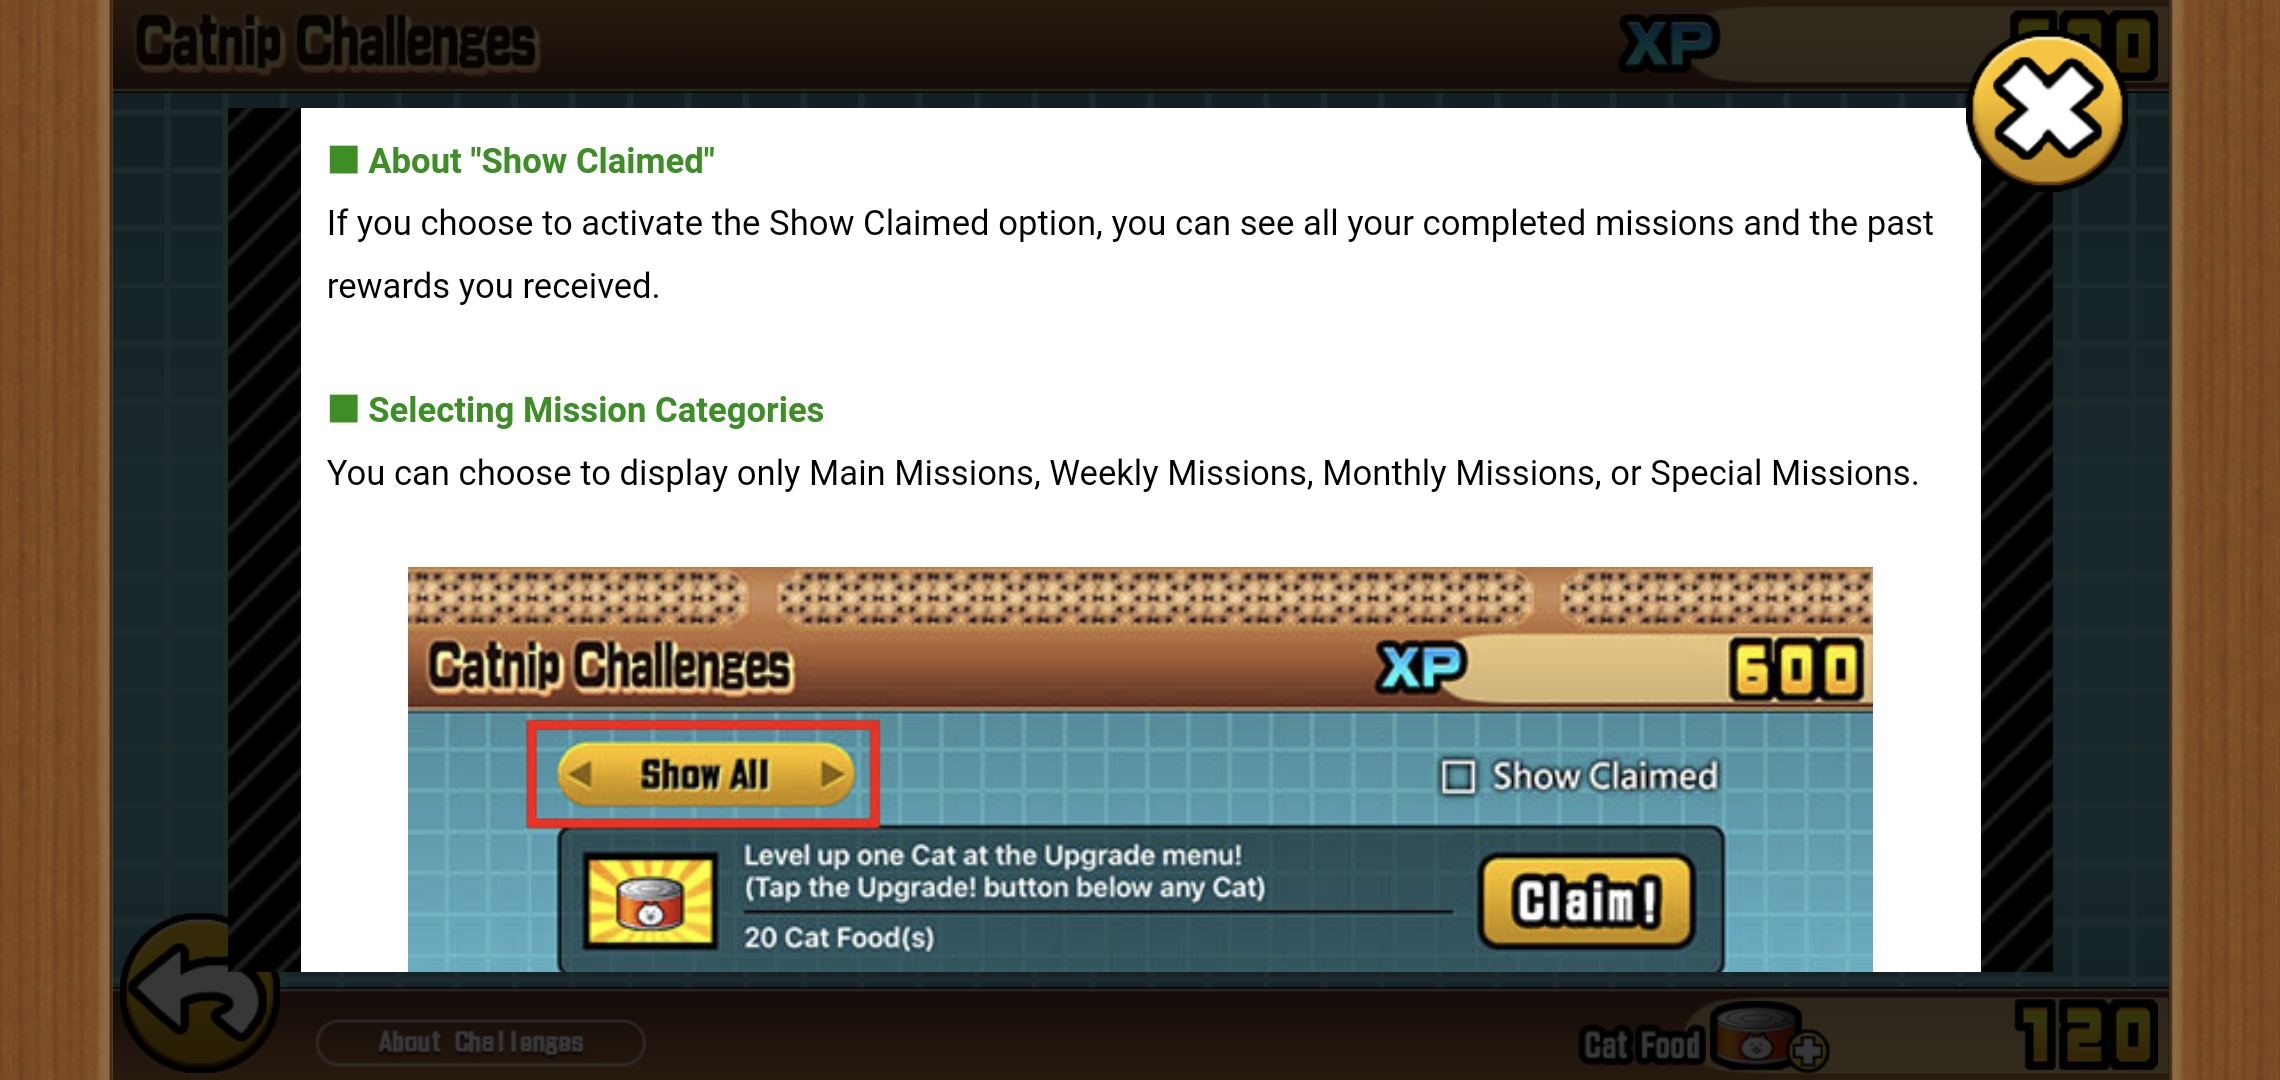 Catnip Challenges
XP
■ About "Show Claimed"
If you choose to activate the Show Claimed option, you can see all your completed missions and the past
rewards you received.
■ Selecting Mission Categories
You can choose to display only Main Missions, Weekly Missions, Monthly Missions, or Special Missions.
Catnip Challenges
XP 600
Show All
Show Claimed
Level up one Cat at the Upgrade menu!
(Tap the Upgrade! button below any Cat)
Claim!
20 Cat Food(s)
About Challenges
Cat Food 120